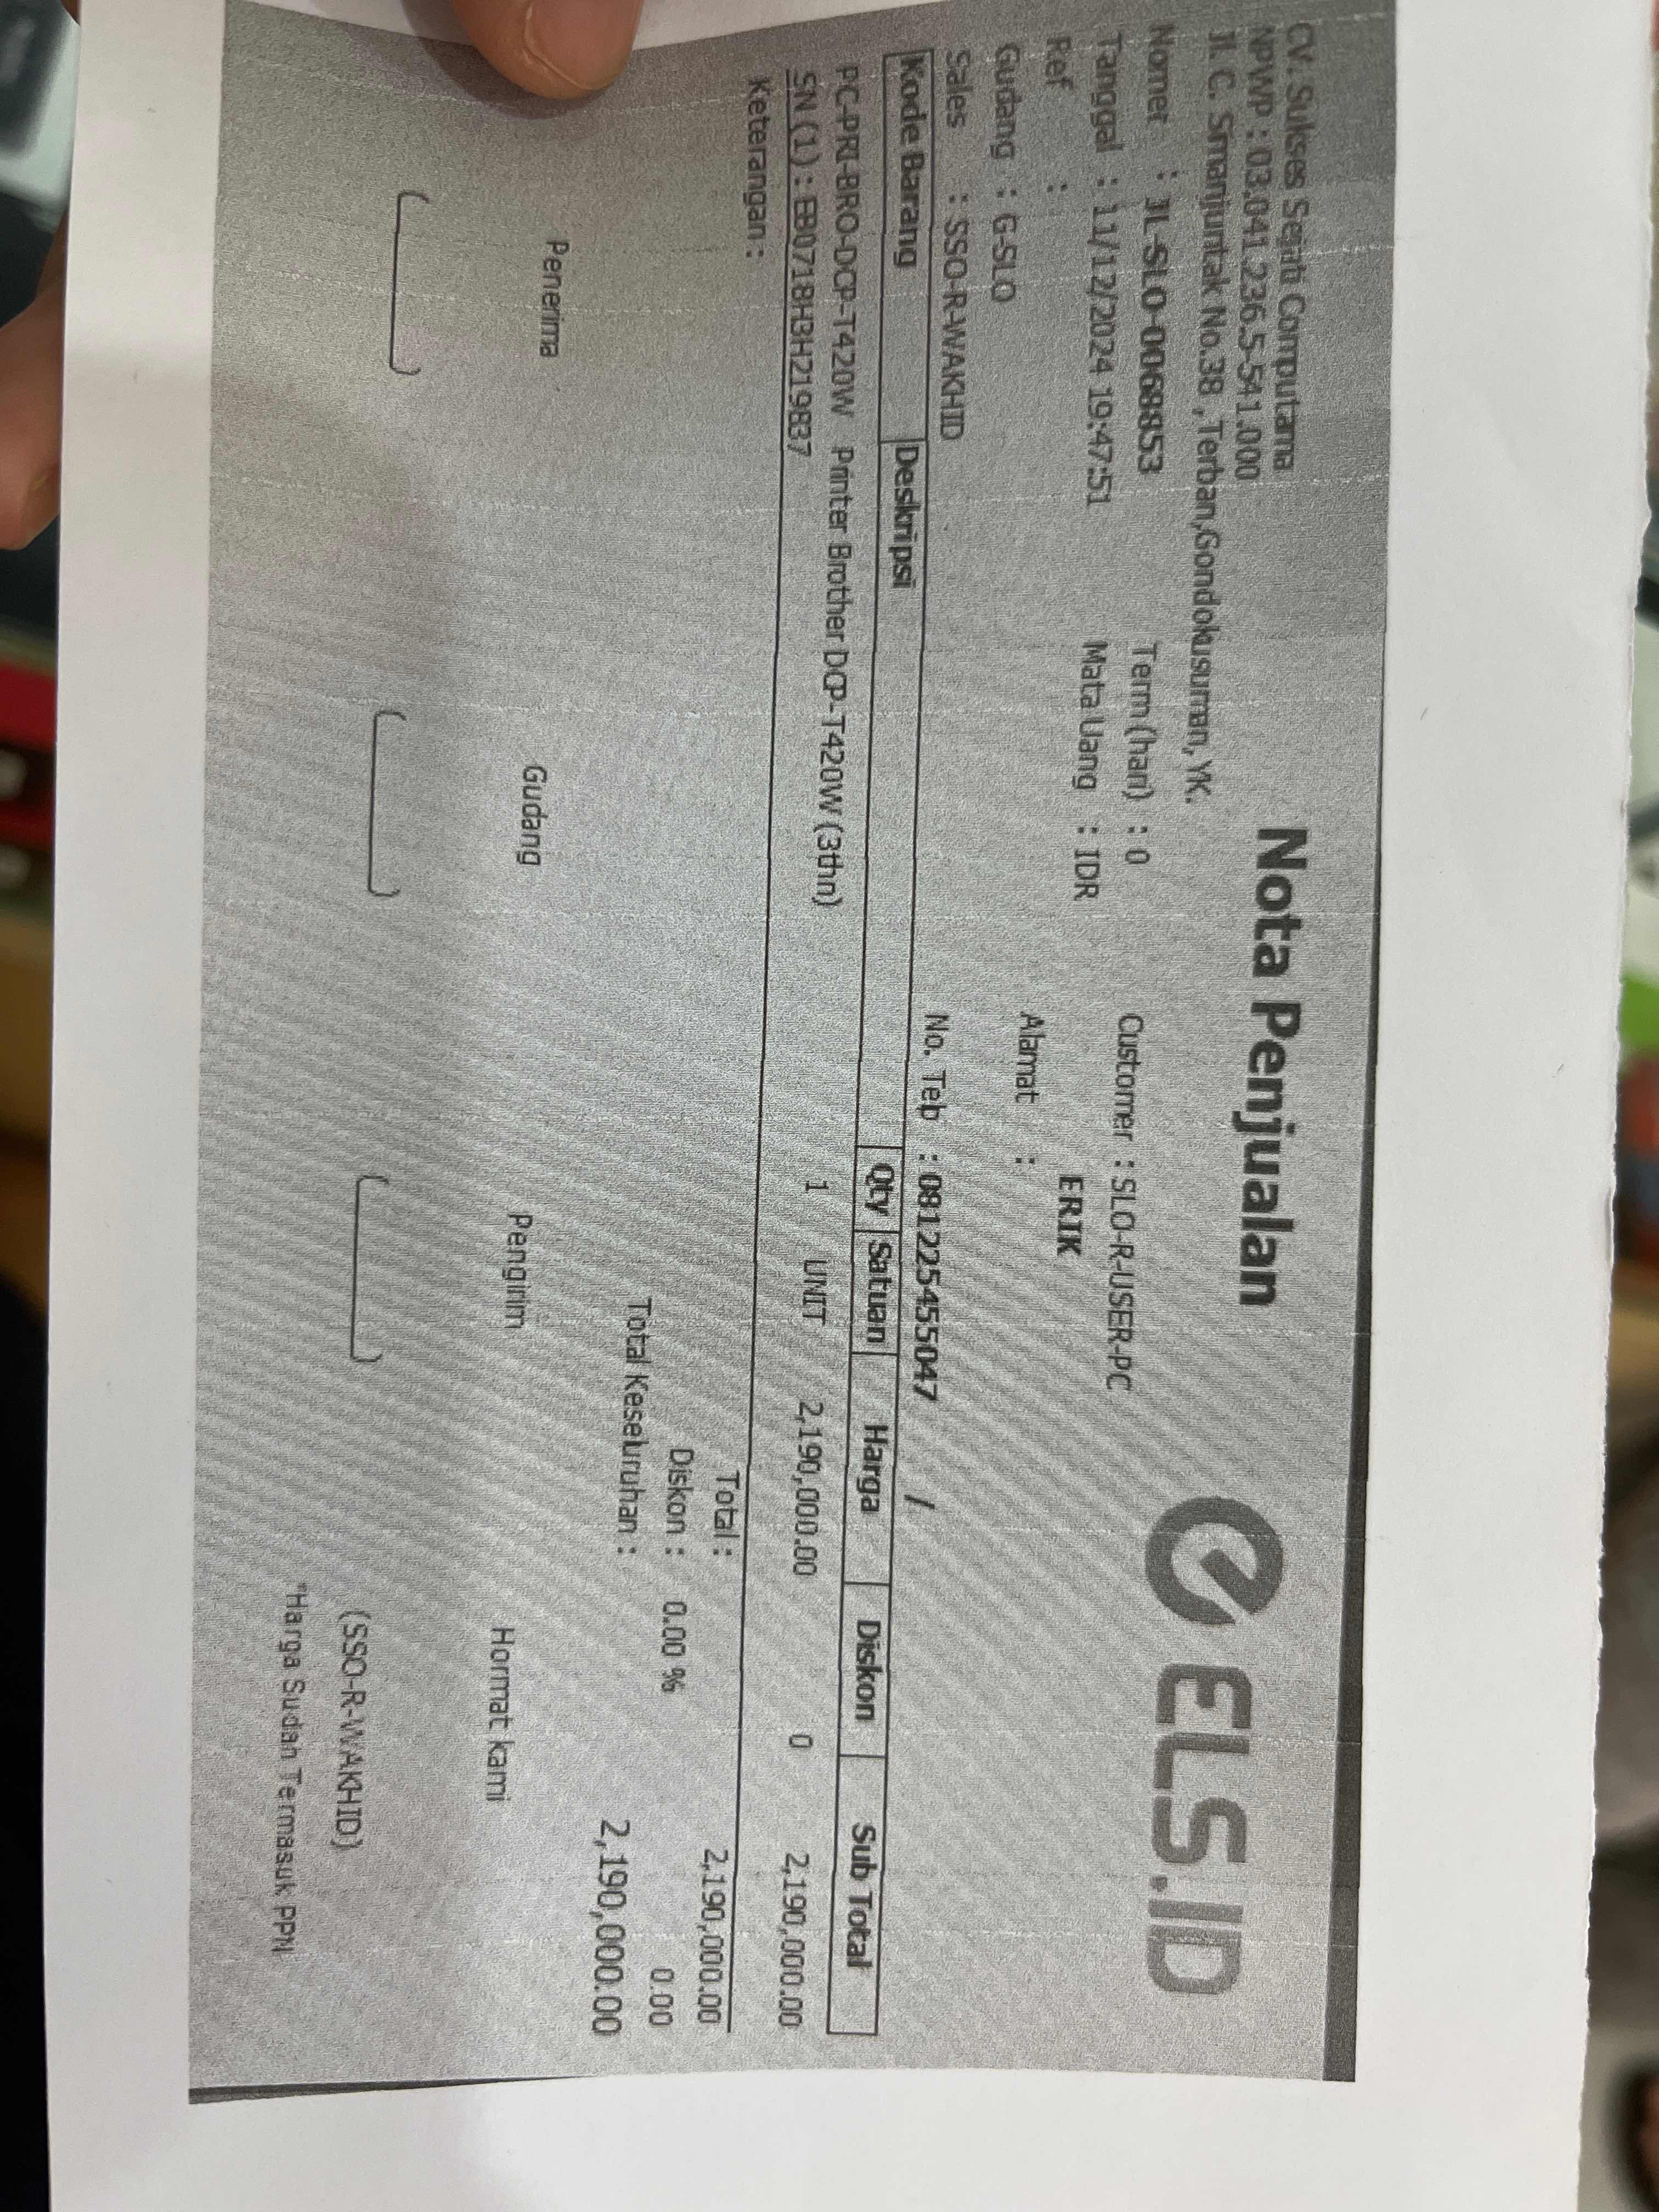 Nota Penjualan
ELS.ID
CV. Sukses Sejati Computama
NPWP : 03.041.236.5-541.000
Jl. C. Simanjuntak No.38 ,Terban,Gondokusuman, YK.
Nomer : JL-SLO-0068853
Term (hari) : 0
Customer : SLO-R-USER-PC
Tanggal : 11/12/2024 19:47:51
Mata Uang : IDR
ERIK
Ref :
Alamat :
Gudang : G-SLO
Sales : SSO-R-WAKHID
No. Telp : 081225455047 /
Kode Barang Deskripsi Qty Satuan Harga Diskon Sub Total
PC-PRI-BRO-DCP-T420W Printer Brother DCP-T420W (3thn) 1 UNIT 2,190,000.00 0 2,190,000.00
SN (1) : E80718H3H219837
Keterangan :
Total : 2,190,000.00
Diskon : 0.00 % 0.00
Total Keseluruhan : 2,190,000.00
Penerima Gudang Pengirim Hormat kami
( ) ( ) ( ) (SSO-R-WAKHID)
*Harga Sudah Termasuk PPN